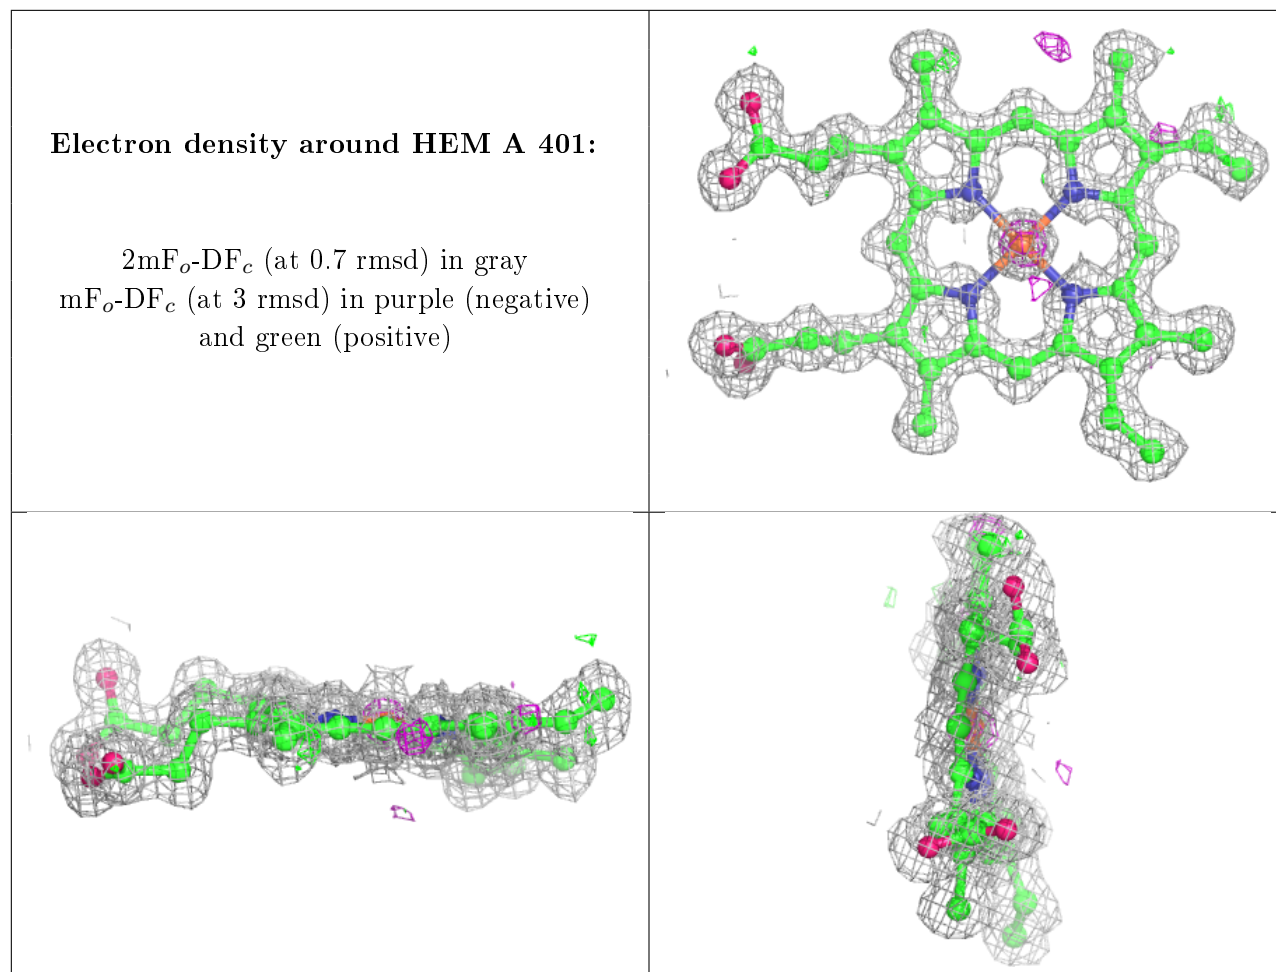 Electron density around HEM A 401:
2mFₒ-DF𝒸 (at 0.7 rmsd) in gray
mFₒ-DF𝒸 (at 3 rmsd) in purple (negative)
and green (positive)